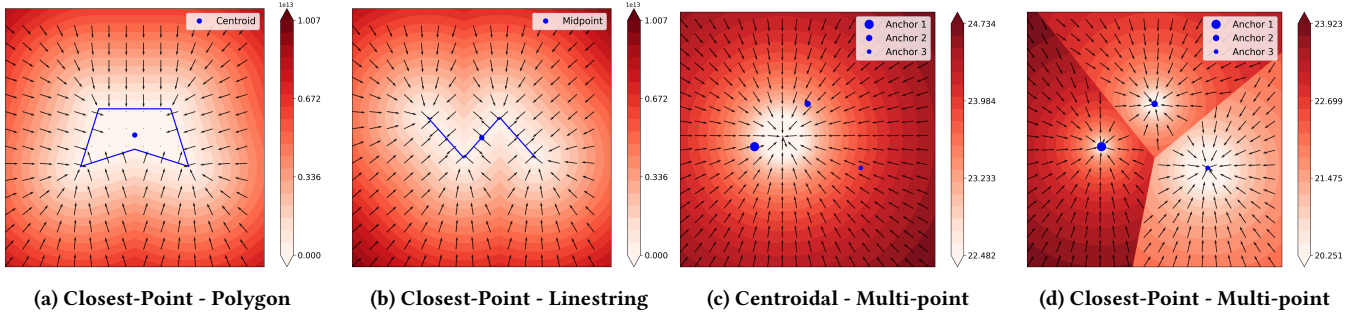 1e13
Centroid
1.007
0.672
0.336
0.000
(a) Closest-Point - Polygon
1e13
Midpoint
1.007
0.672
0.336
0.000
(b) Closest-Point - Linestring
Anchor 1
Anchor 2
Anchor 3
24.734
23.984
23.233
22.482
(c) Centroidal - Multi-point
Anchor 1
Anchor 2
Anchor 3
23.923
22.699
21.475
20.251
(d) Closest-Point - Multi-point